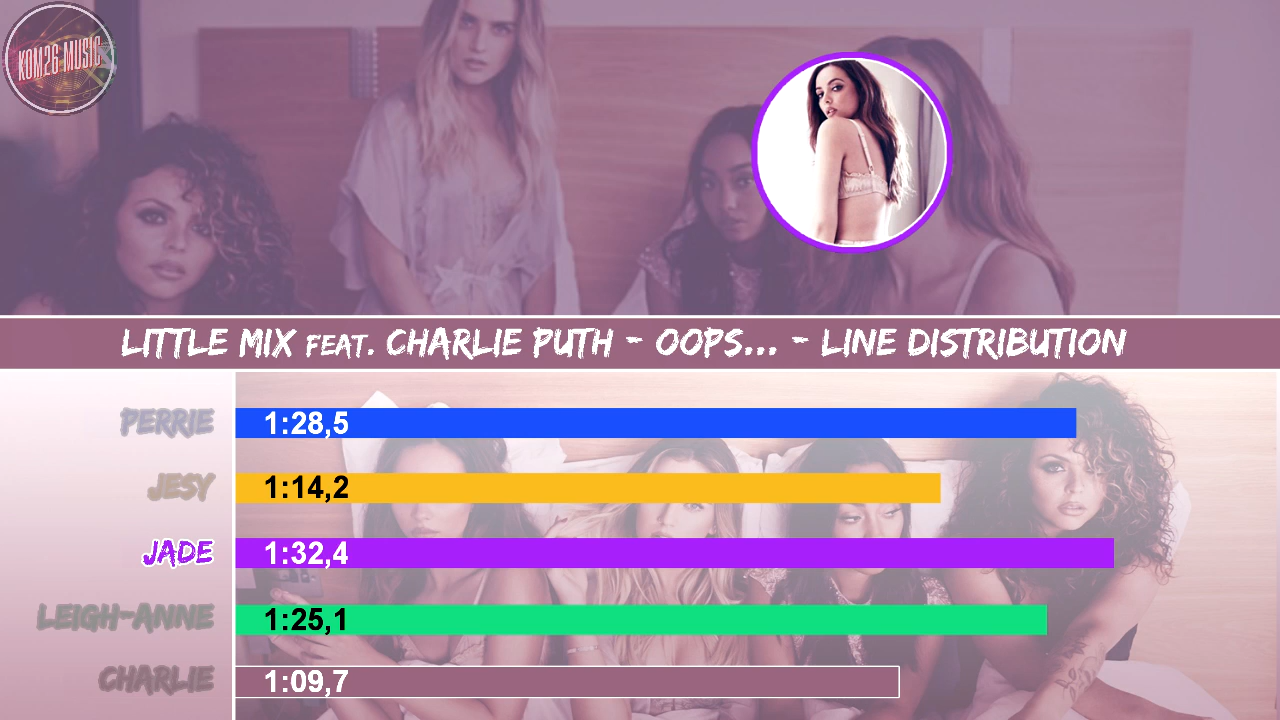 KOM26 MUSIC
LITTLE MIX FEAT. CHARLIE PUTH - OOPS... - LINE DISTRIBUTION
PERRIE 1:28,5
JESY 1:14,2
JADE 1:32,4
LEIGH-ANNE 1:25,1
CHARLIE 1:09,7